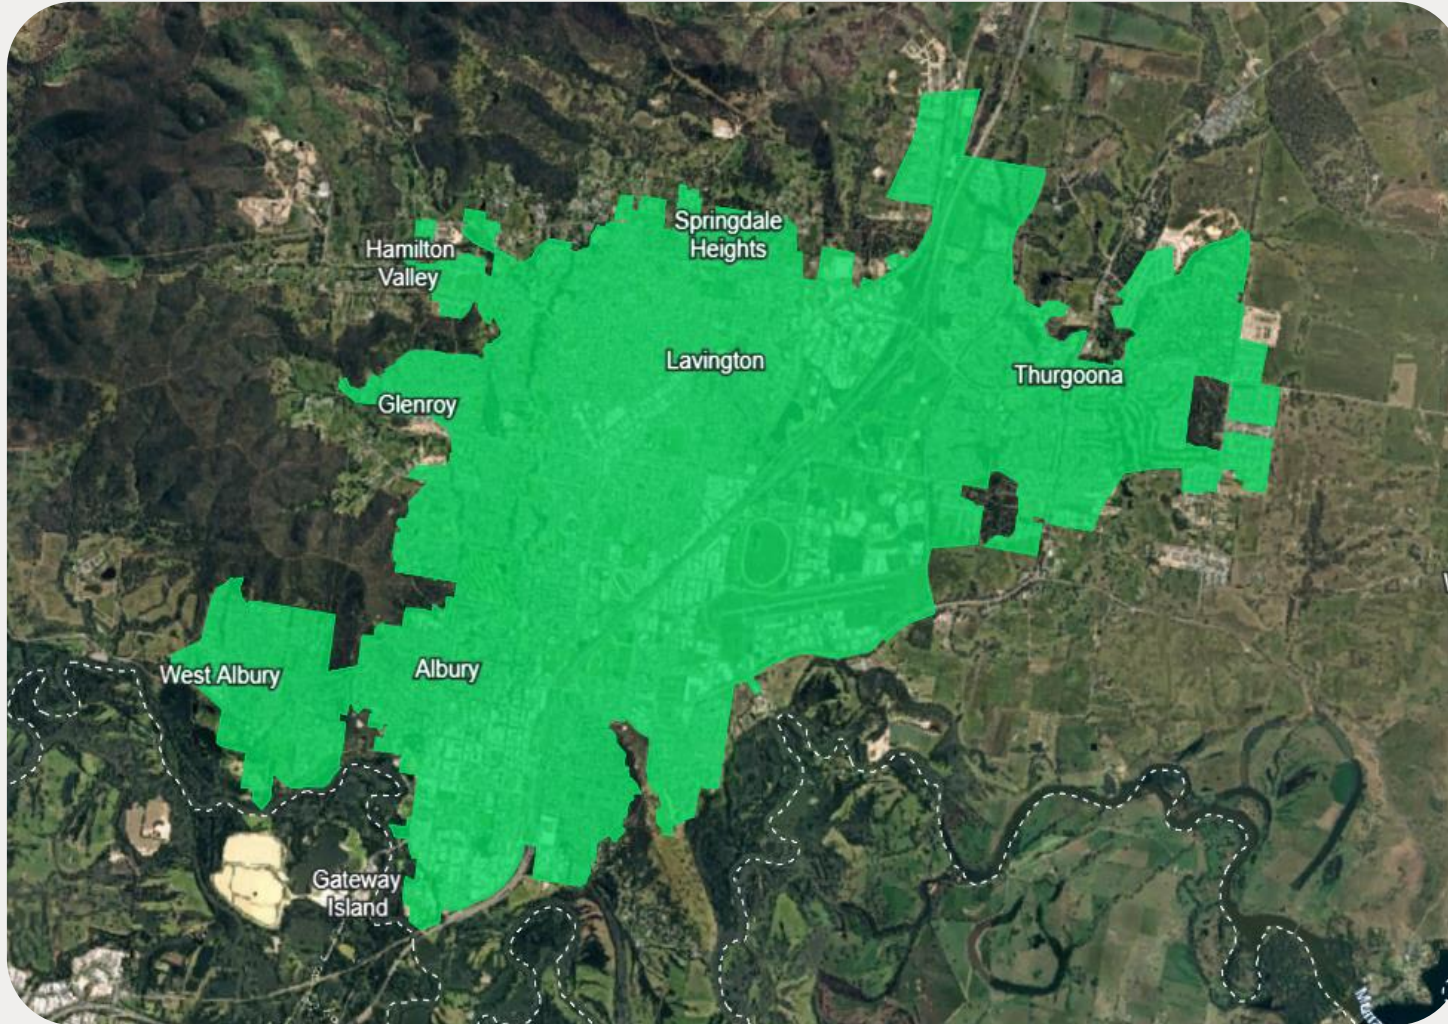 Springdale
Heights
Hamilton
Valley
Lavington
Thurgoona
Glenroy
Albury
West Albury
Gateway
Island